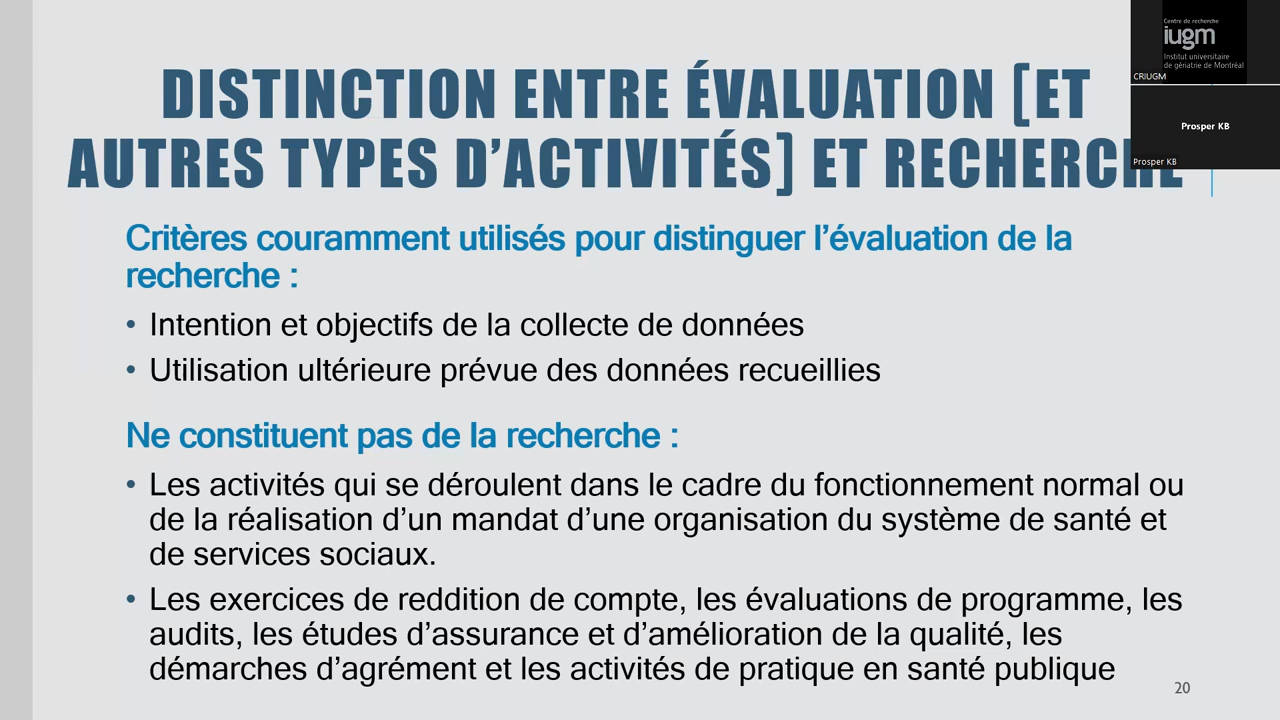 DISTINCTION ENTRE ÉVALUATION [ET
AUTRES TYPES D’ACTIVITÉS] ET RECHERCHE
Centre de recherche
iugm
Institut universitaire
de gériatrie de Montréal
CRIUGM
Prosper KB
Prosper KB
Critères couramment utilisés pour distinguer l’évaluation de la
recherche :
• Intention et objectifs de la collecte de données
• Utilisation ultérieure prévue des données recueillies
Ne constituent pas de la recherche :
• Les activités qui se déroulent dans le cadre du fonctionnement normal ou
de la réalisation d’un mandat d’une organisation du système de santé et
de services sociaux.
• Les exercices de reddition de compte, les évaluations de programme, les
audits, les études d’assurance et d’amélioration de la qualité, les
démarches d’agrément et les activités de pratique en santé publique
20